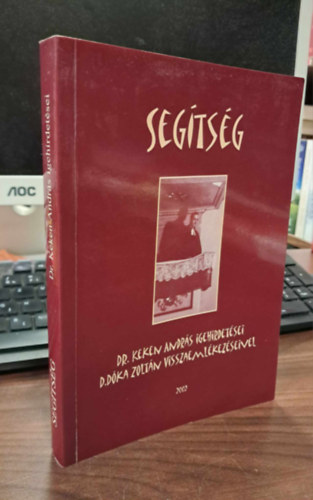 SEGÍTSÉG
DR. KEKEN ANDRÁS IGEHIRDETÉSEI
D. DÓKA ZOLTÁN VISSZAEMLÉKEZÉSEIVEL
2002
Dr. Keken András Igehirdetései
SEGÍTSÉG
AOC